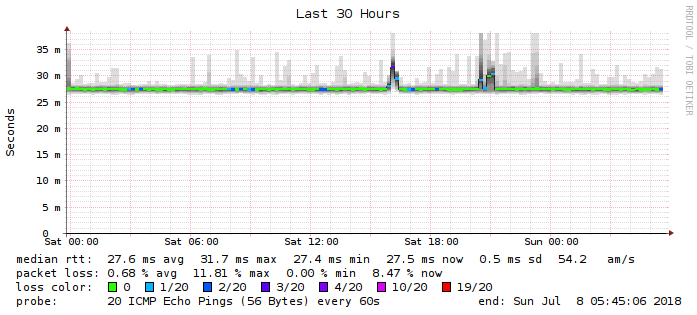 Last 30 Hours
RRDTOOL / TOBI OETIKER
Seconds
35 m
30 m
25 m
20 m
15 m
10 m
5 m
0
Sat 00:00 Sat 06:00 Sat 12:00 Sat 18:00 Sun 00:00
median rtt: 27.6 ms avg 31.7 ms max 27.4 ms min 27.5 ms now 0.5 ms sd 54.2 am/s
packet loss: 0.68 % avg 11.81 % max 0.00 % min 8.47 % now
loss color: 0 1/20 2/20 3/20 4/20 10/20 19/20
probe: 20 ICMP Echo Pings (56 Bytes) every 60s end: Sun Jul 8 05:45:06 2018